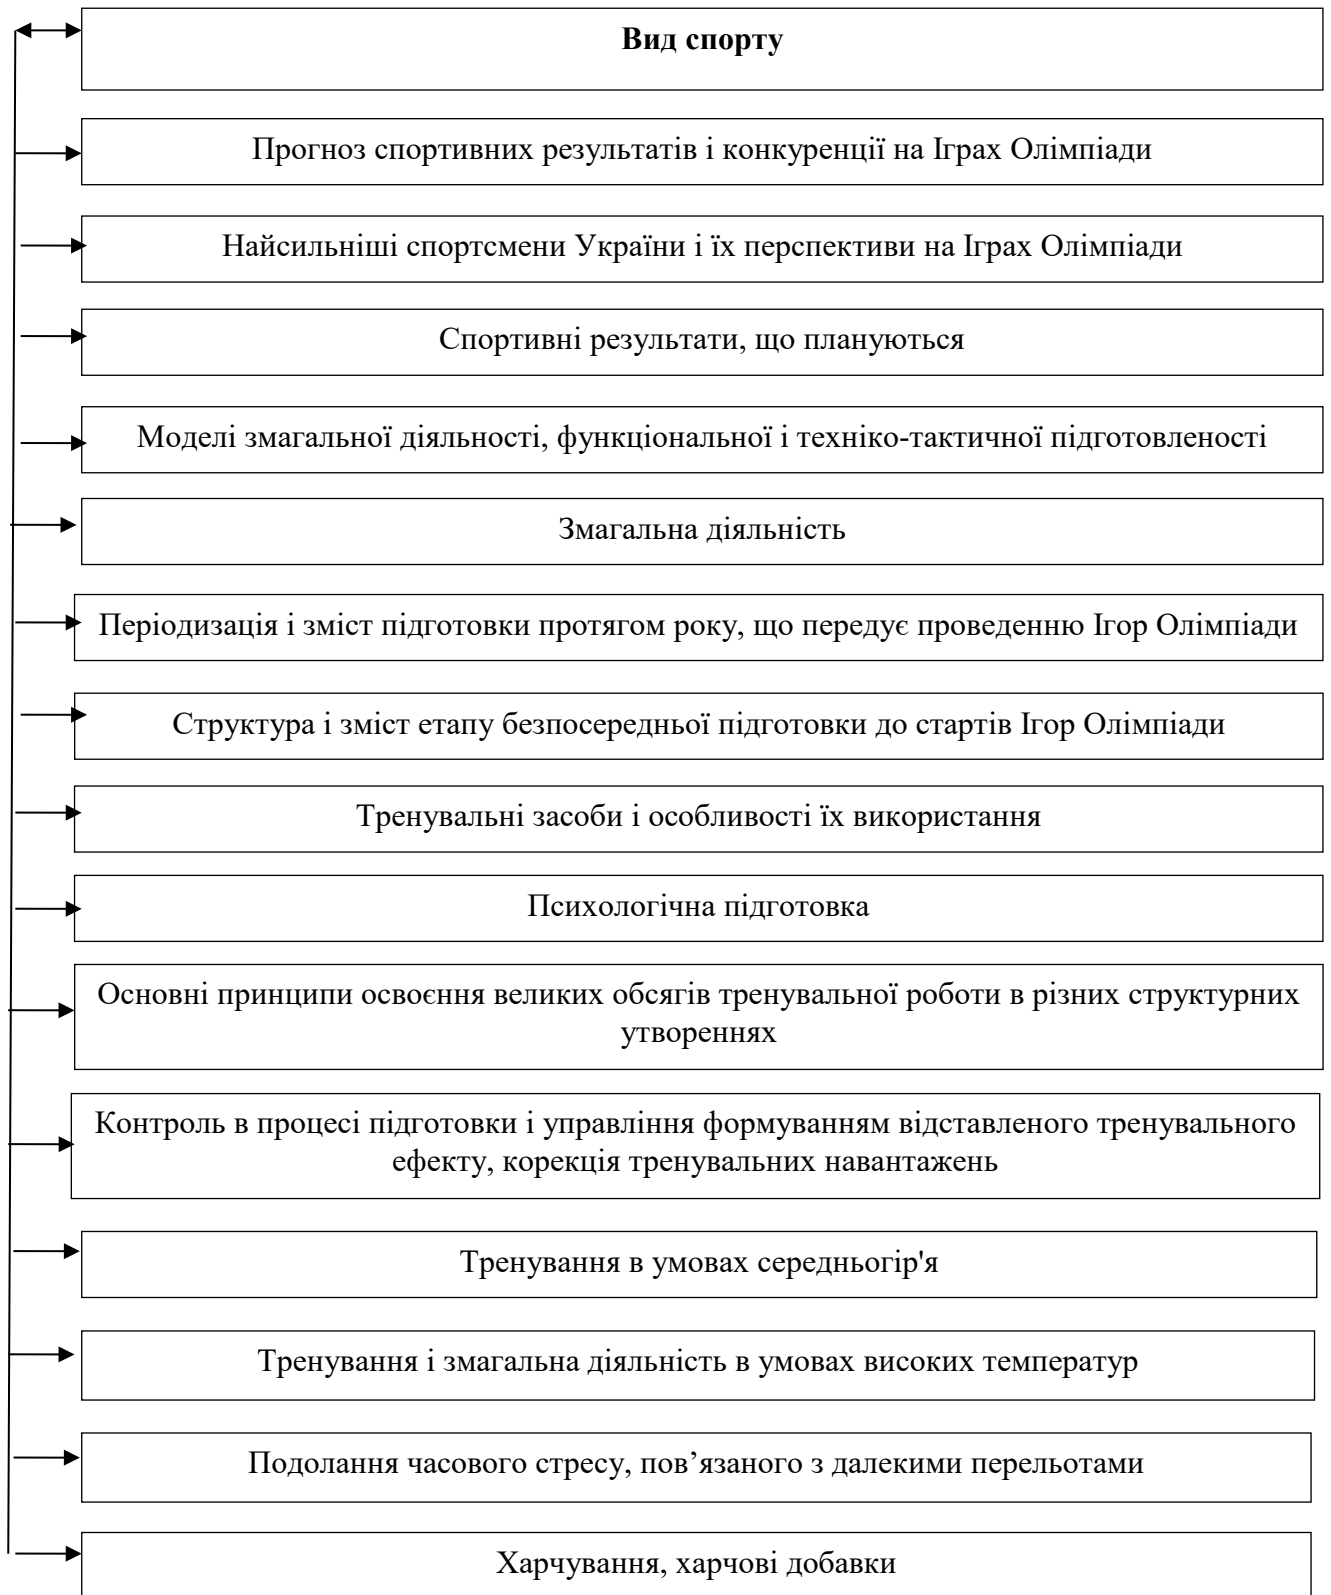 Вид спорту
Прогноз спортивних результатів і конкуренції на Іграх Олімпіади
Найсильніші спортсмени України і їх перспективи на Іграх Олімпіади
Спортивні результати, що плануються
Моделі змагальної діяльності, функціональної і техніко-тактичної підготовленості
Змагальна діяльність
Періодизація і зміст підготовки протягом року, що передує проведенню Ігор Олімпіади
Структура і зміст етапу безпосередньої підготовки до стартів Ігор Олімпіади
Тренувальні засоби і особливості їх використання
Психологічна підготовка
Основні принципи освоєння великих обсягів тренувальної роботи в різних структурних
утвореннях
Контроль в процесі підготовки і управління формуванням відставленого тренувального
ефекту, корекція тренувальних навантажень
Тренування в умовах середньогір'я
Тренування і змагальна діяльність в умовах високих температур
Подолання часового стресу, пов’язаного з далекими перельотами
Харчування, харчові добавки